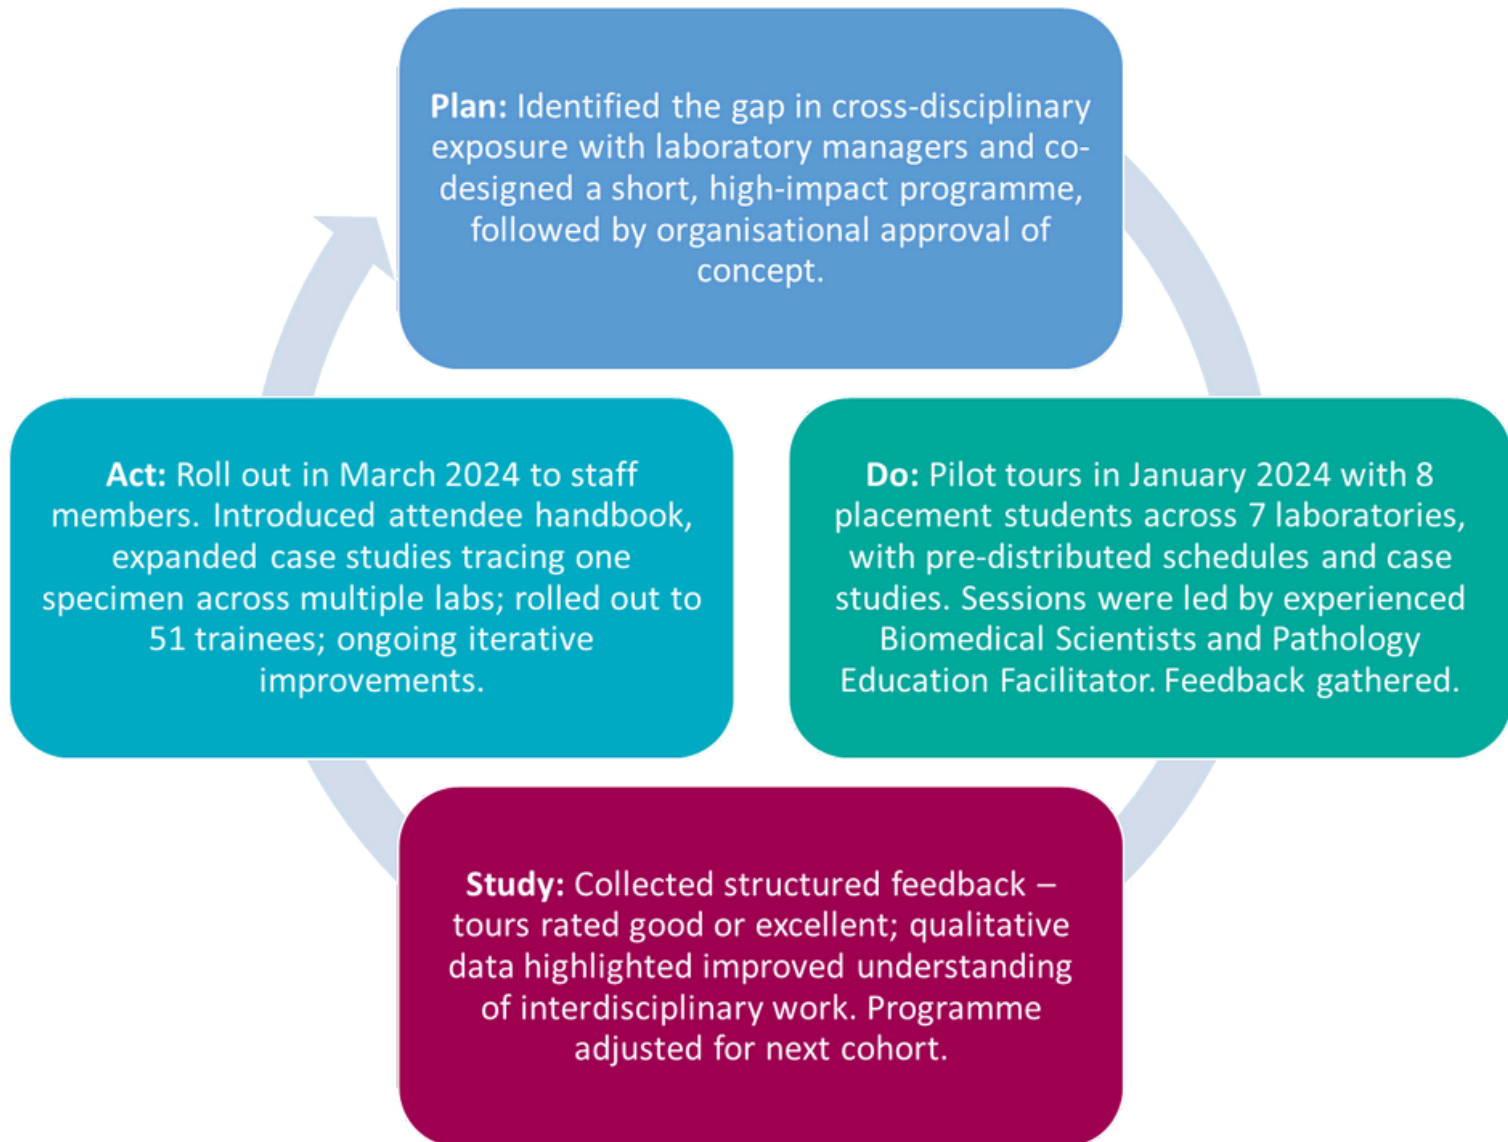 Plan: Identified the gap in cross-disciplinary
exposure with laboratory managers and co-
designed a short, high-impact programme,
followed by organisational approval of
concept.
Do: Pilot tours in January 2024 with 8
placement students across 7 laboratories,
with pre-distributed schedules and case
studies. Sessions were led by experienced
Biomedical Scientists and Pathology
Education Facilitator. Feedback gathered.
Study: Collected structured feedback –
tours rated good or excellent; qualitative
data highlighted improved understanding
of interdisciplinary work. Programme
adjusted for next cohort.
Act: Roll out in March 2024 to staff
members. Introduced attendee handbook,
expanded case studies tracing one
specimen across multiple labs; rolled out to
51 trainees; ongoing iterative
improvements.